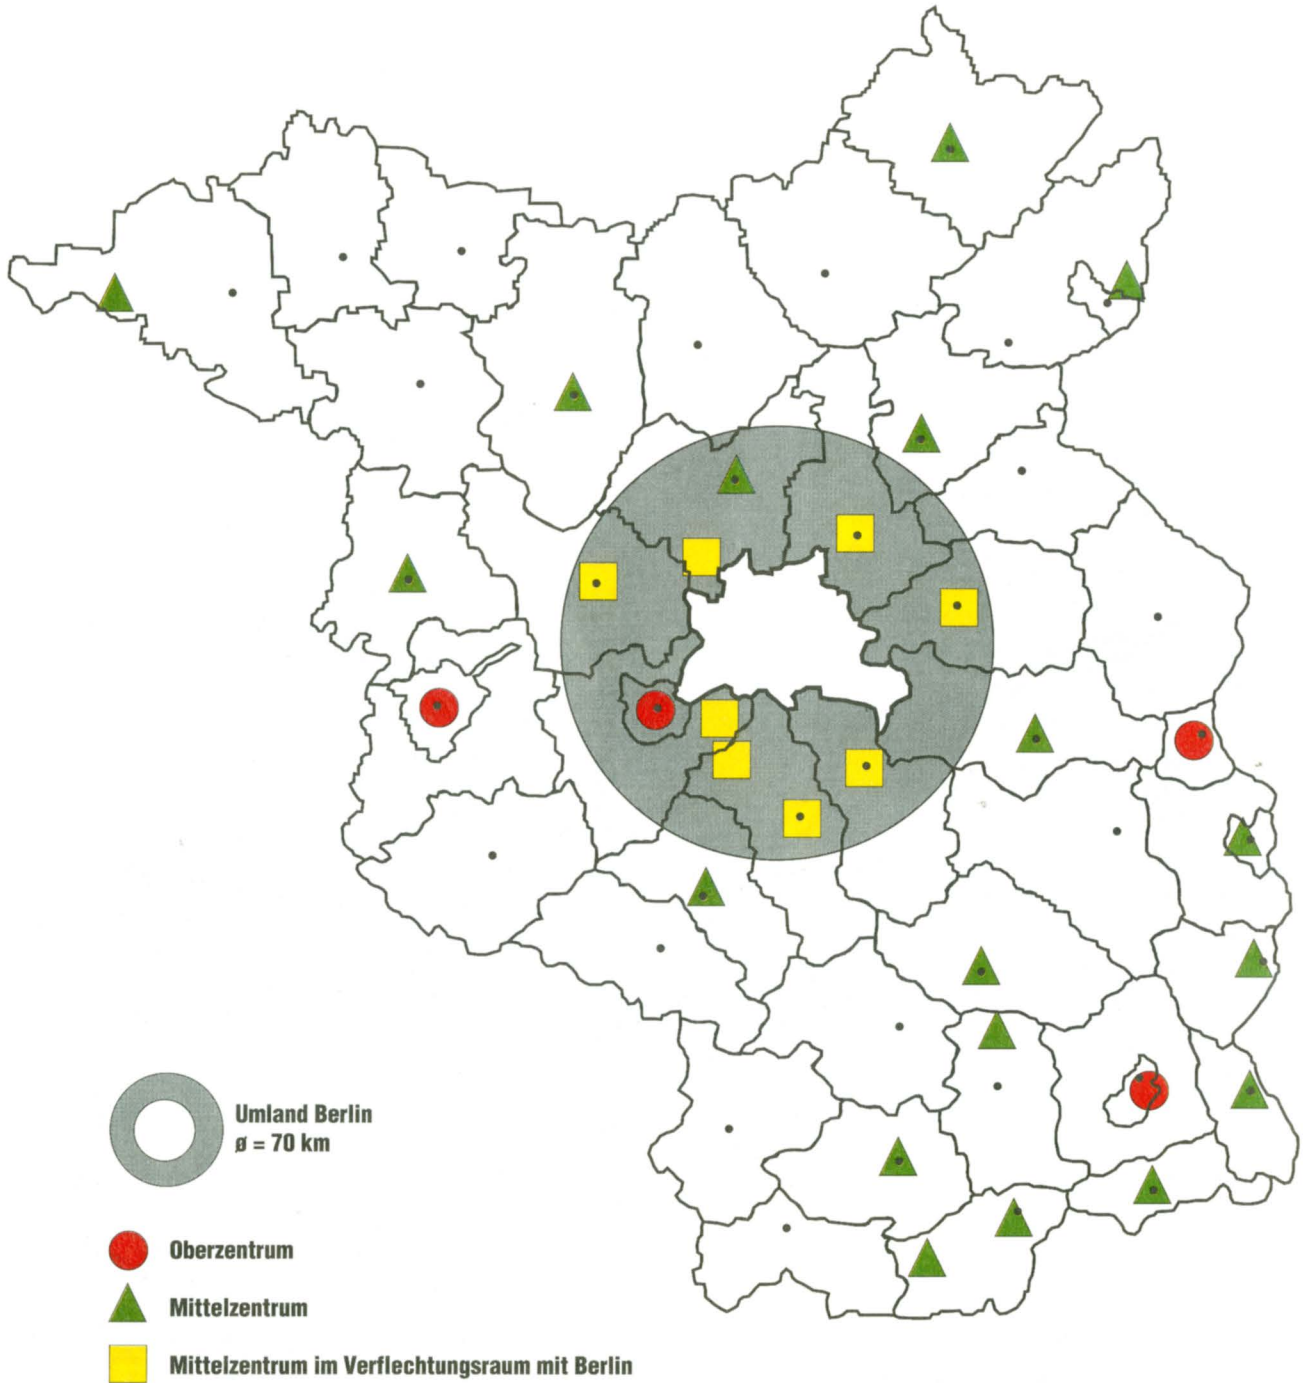 Umland Berlin
ø = 70 km
Oberzentrum
Mittelzentrum
Mittelzentrum im Verflechtungsraum mit Berlin